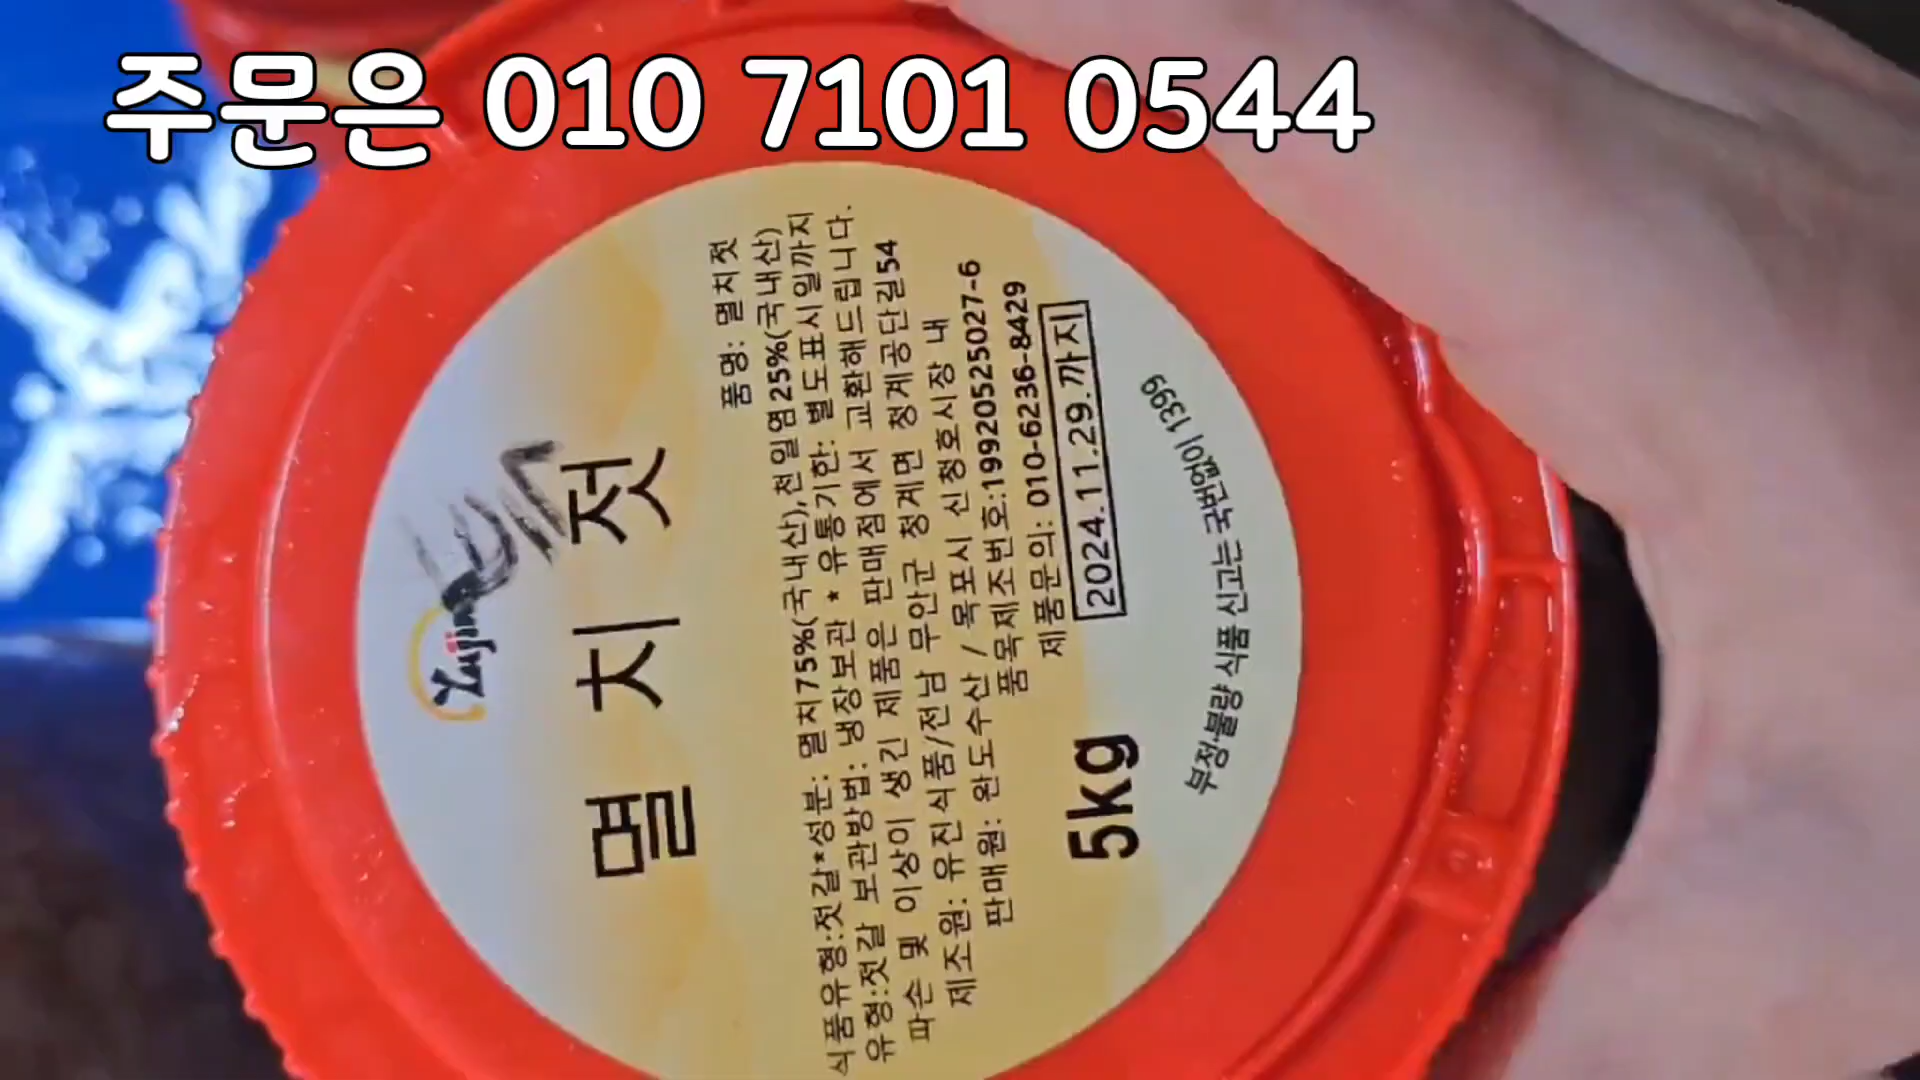 주문은 010 7101 0544
Yujin
멸치젓
품명: 멸치젓
식품유형:젓갈*성분: 멸치75%(국내산),천일염25%(국내산)
유형:젓갈 보관방법: 냉장보관 * 유통기한: 별도표시일까지
파손 및 이상이 생긴 제품은 판매점에서 교환해드립니다.
제조원: 유진식품/전남 무안군 청계면 청계공단길54
판매원: 완도수산 / 목포시 신청호시장 내
품목제조번호:19920525027-6
제품문의: 010-6236-8429
5kg
2024.11.29.까지
부정·불량 식품 신고는 국번없이 1399